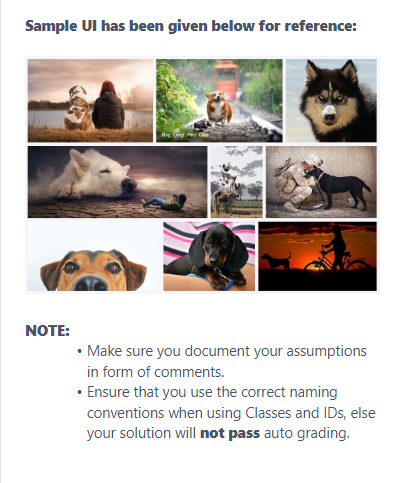 Sample UI has been given below for reference:
Dog Corgi Pets Cute
NOTE:
• Make sure you document your assumptions
in form of comments.
• Ensure that you use the correct naming
conventions when using Classes and IDs, else
your solution will not pass auto grading.